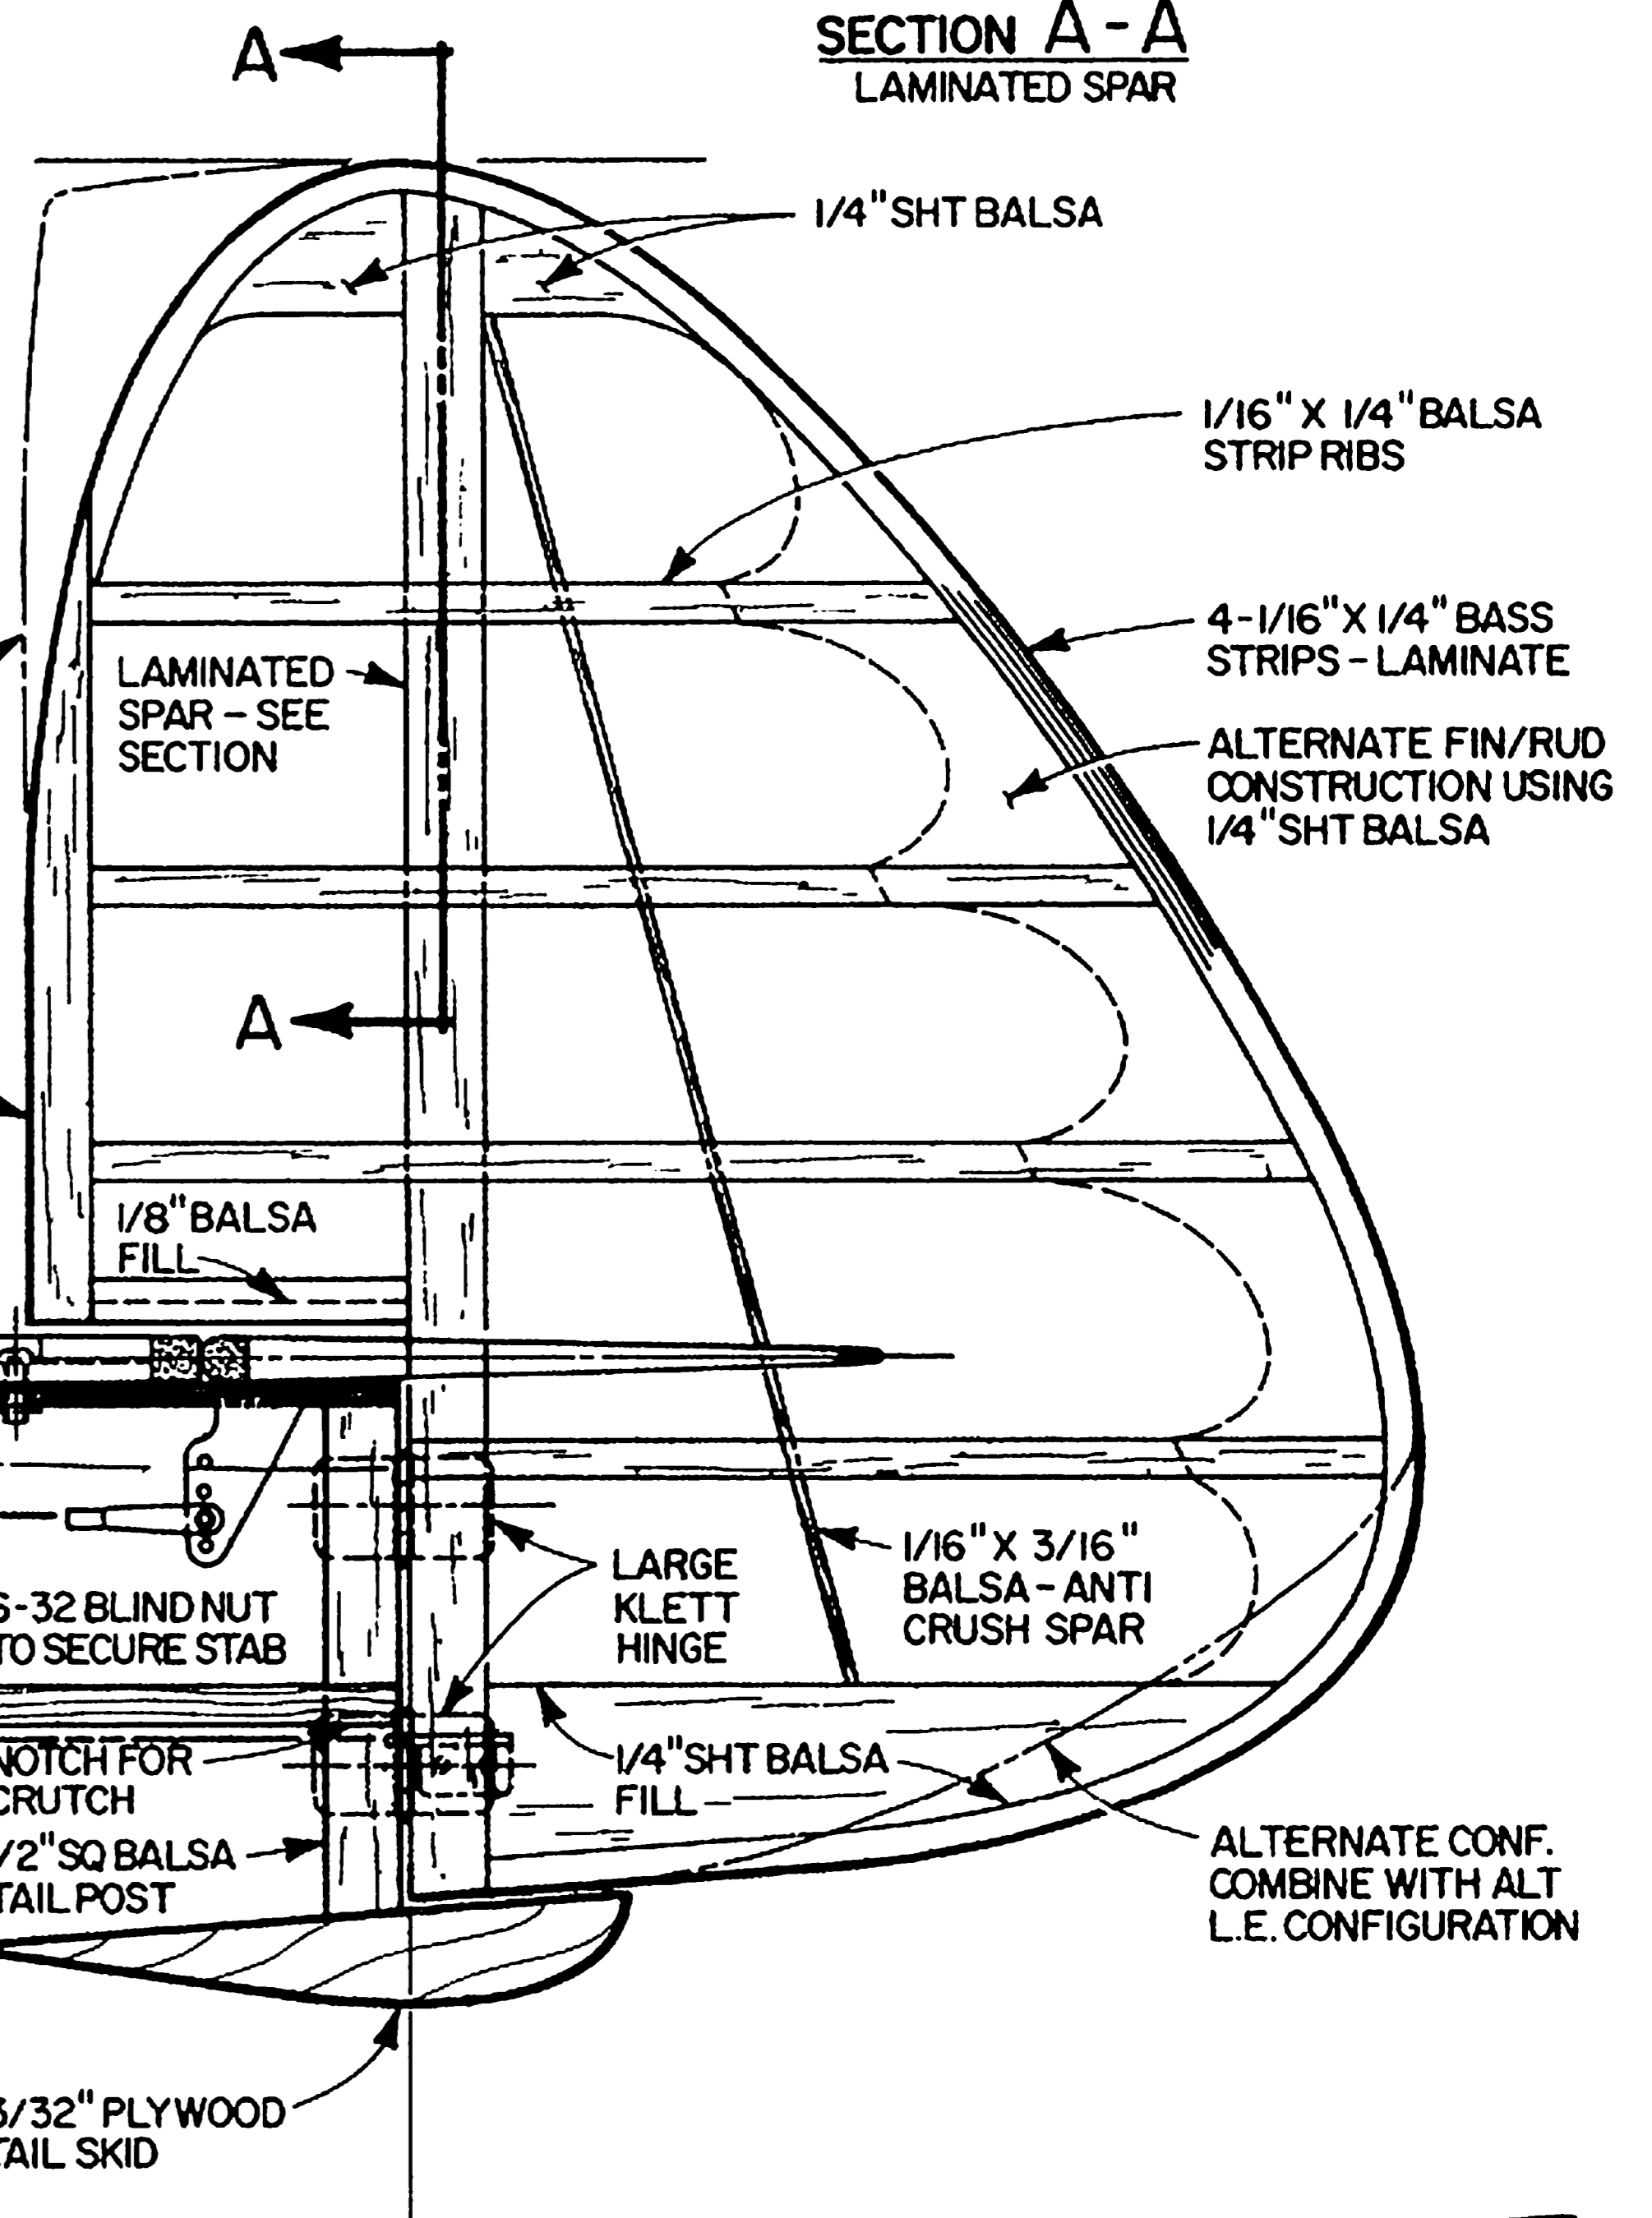 SECTION A-A
LAMINATED SPAR
A
1/4" SHT BALSA
1/16" X 1/4" BALSA
STRIP RIBS
4-1/16" X 1/4" BASS
STRIPS - LAMINATE
LAMINATED
SPAR - SEE
SECTION
ALTERNATE FIN/RUD
CONSTRUCTION USING
1/4" SHT BALSA
A
1/8" BALSA
FILL
LARGE
KLETT
HINGE
1/16" X 3/16"
BALSA - ANTI
CRUSH SPAR
6-32 BLIND NUT
TO SECURE STAB
NOTCH FOR
CRUTCH
1/4" SHT BALSA
FILL
/2" SQ BALSA
TAIL POST
ALTERNATE CONF.
COMBINE WITH ALT
L.E. CONFIGURATION
3/32" PLYWOOD
TAIL SKID